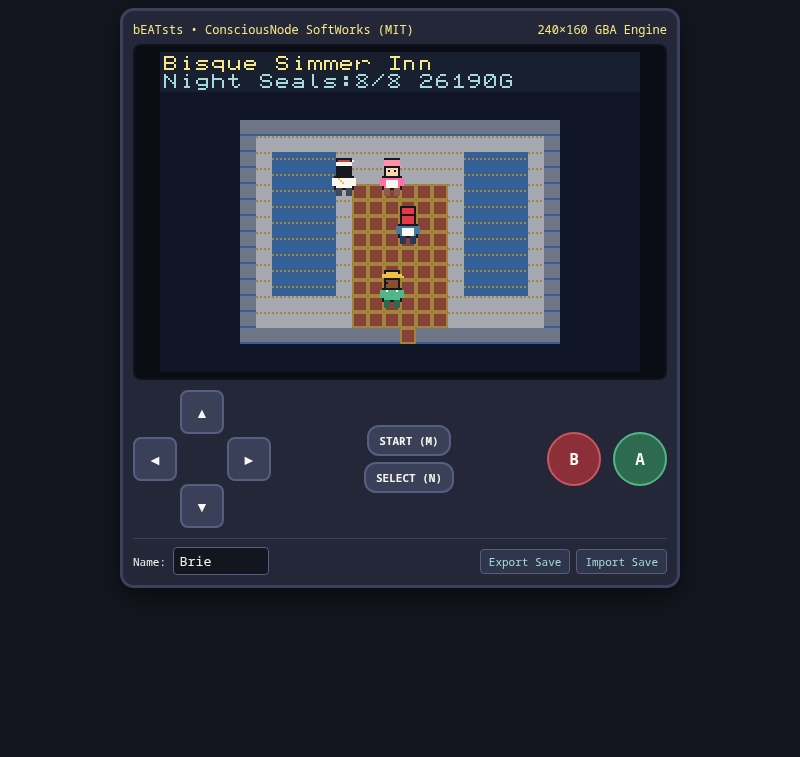 bEATsts • ConsciousNode SoftWorks (MIT)
240×160 GBA Engine
Bisque Simmer Inn
Night Seals:8/8 26190G
▲
◀
▶
▼
START (M)
SELECT (N)
B
A
Name:
Brie
Export Save
Import Save